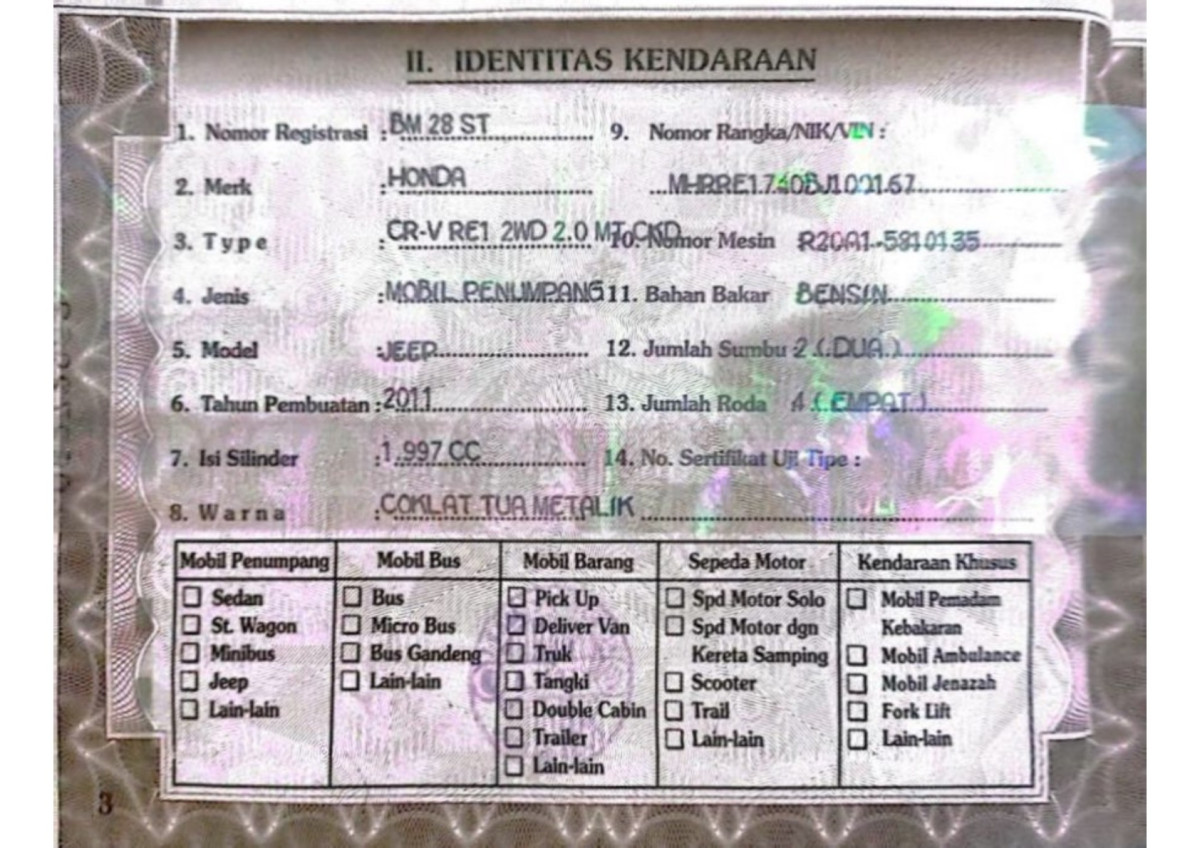 II. IDENTITAS KENDARAAN
1. Nomor Registrasi : BM 28 ST
2. Merk : HONDA
3. Type : CR-V RE1 2WD 2.0 MT CKD
4. Jenis : MOBIL PENUMPANG
5. Model : JEEP
6. Tahun Pembuatan : 2011
7. Isi Silinder : 1.997 CC
8. Warna : COKLAT TUA METALIK
9. Nomor Rangka/NIK/VIN :
MHRRE1740BJ100167
10. Nomor Mesin R20A1-5810135
11. Bahan Bakar BENSIN
12. Jumlah Sumbu 2 (DUA)
13. Jumlah Roda 4 (EMPAT)
14. No. Sertifikat Uji Tipe :
Mobil Penumpang
Sedan
St. Wagon
Minibus
Jeep
Lain-lain
Mobil Bus
Bus
Micro Bus
Bus Gandeng
Lain-lain
Mobil Barang
Pick Up
Deliver Van
Truk
Tangki
Double Cabin
Trailer
Lain-lain
Sepeda Motor
Spd Motor Solo
Spd Motor dgn
Kereta Samping
Scooter
Trail
Lain-lain
Kendaraan Khusus
Mobil Pemadam
Kebakaran
Mobil Ambulance
Mobil Jenazah
Fork Lift
Lain-lain
3